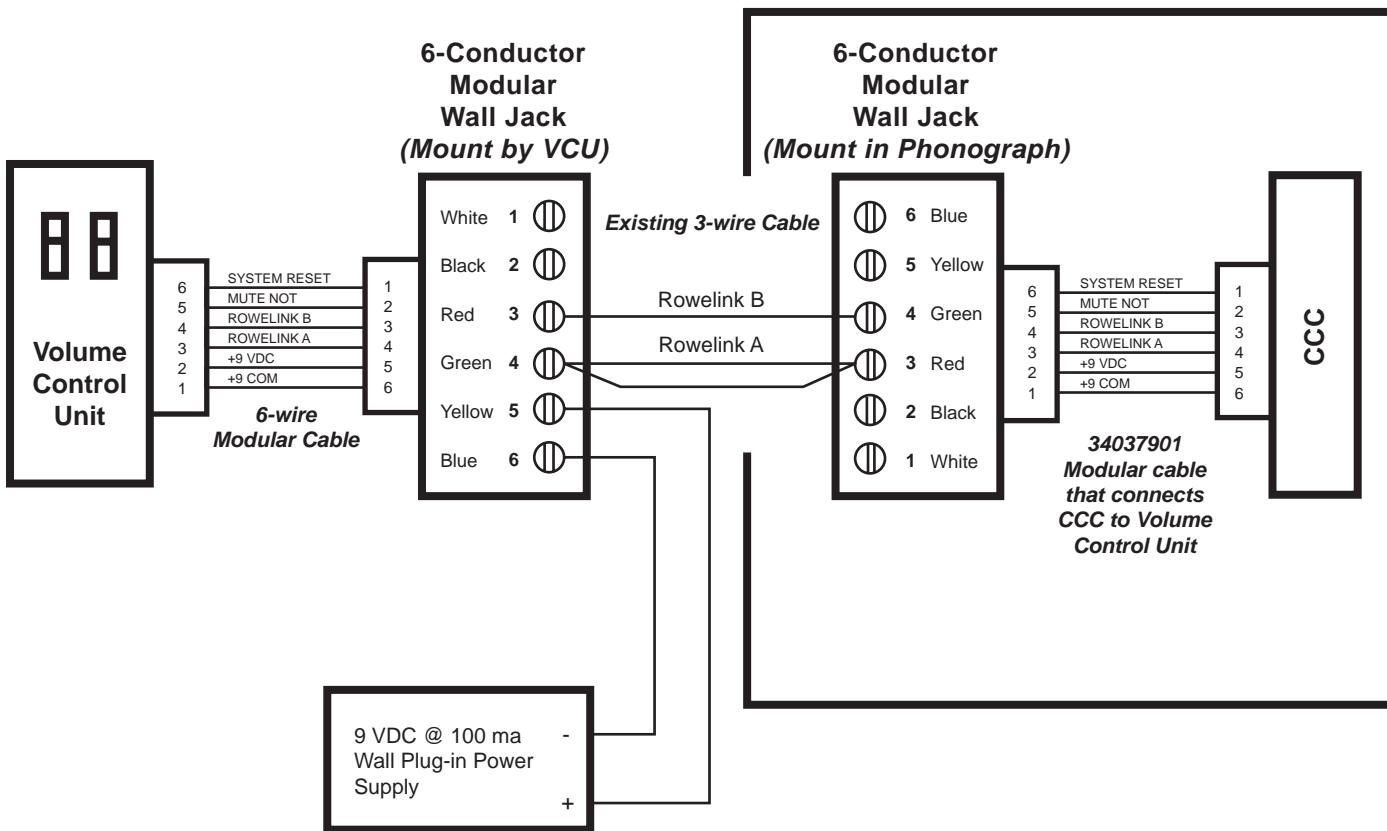 6-Conductor
Modular
Wall Jack
(Mount by VCU)
6-Conductor
Modular
Wall Jack
(Mount in Phonograph)
Volume
Control
Unit
6
5
4
3
2
1
SYSTEM RESET
MUTE NOT
ROWELINK B
ROWELINK A
+9 VDC
+9 COM
1
2
3
4
5
6
6-wire
Modular Cable
White 1
Black 2
Red 3
Green 4
Yellow 5
Blue 6
Existing 3-wire Cable
Rowelink B
Rowelink A
6 Blue
5 Yellow
4 Green
3 Red
2 Black
1 White
6
5
4
3
2
1
SYSTEM RESET
MUTE NOT
ROWELINK B
ROWELINK A
+9 VDC
+9 COM
1
2
3
4
5
6
CCC
34037901
Modular cable
that connects
CCC to Volume
Control Unit
9 VDC @ 100 ma -
Wall Plug-in Power
Supply
+